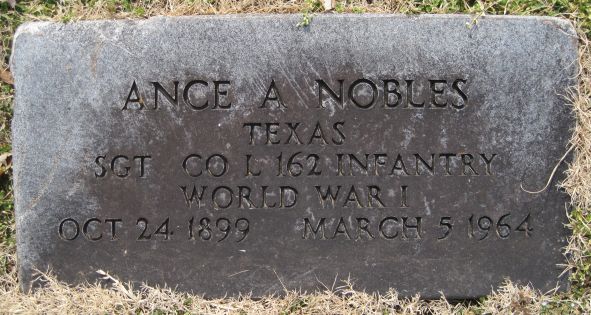 ANCE A NOBLES
TEXAS
SGT CO L 162 INFANTRY
WORLD WAR I
OCT 24 1899 MARCH 5 1964